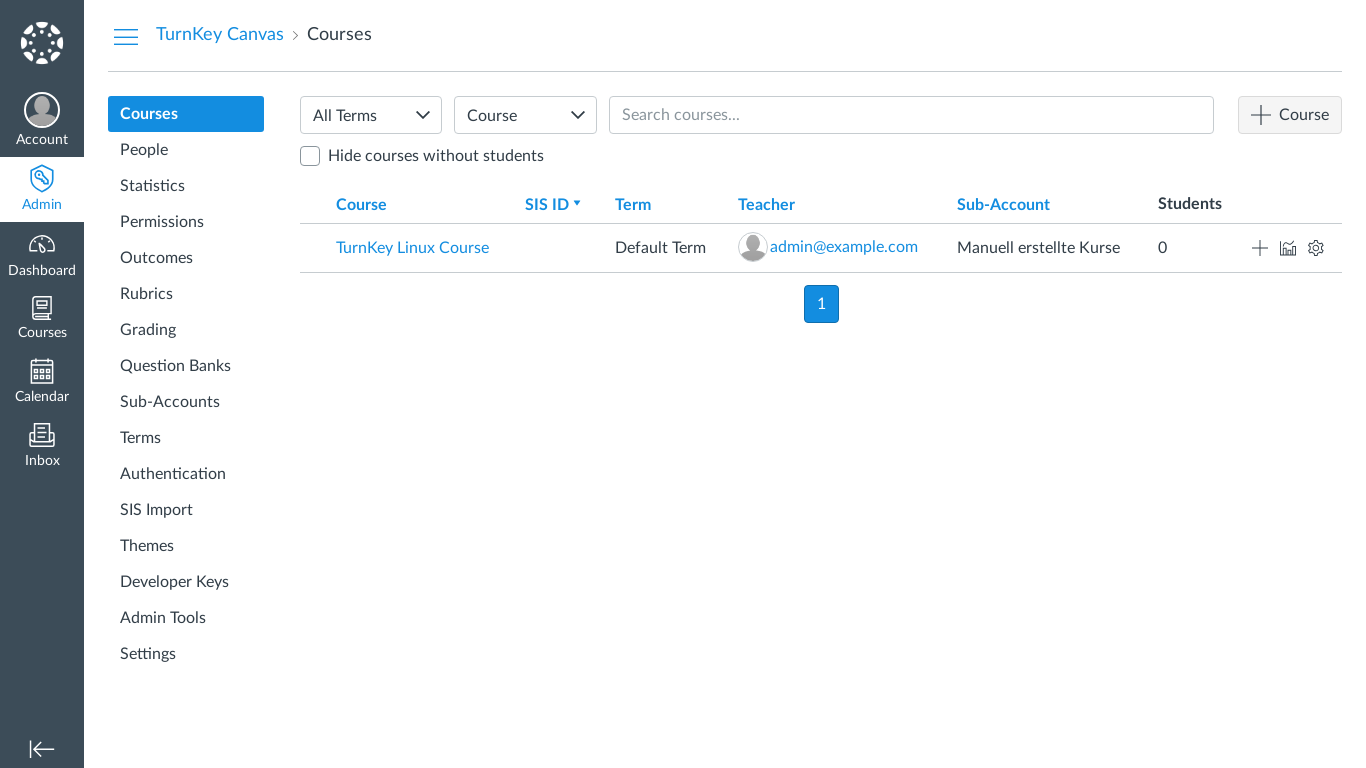 TurnKey Canvas > Courses
Account
Admin
Dashboard
Courses
Calendar
Inbox
Courses
People
Statistics
Permissions
Outcomes
Rubrics
Grading
Question Banks
Sub-Accounts
Terms
Authentication
SIS Import
Themes
Developer Keys
Admin Tools
Settings
All Terms Course Search courses... Course
Hide courses without students
Course SIS ID Term Teacher Sub-Account Students
TurnKey Linux Course Default Term admin@example.com Manuell erstellte Kurse 0
1